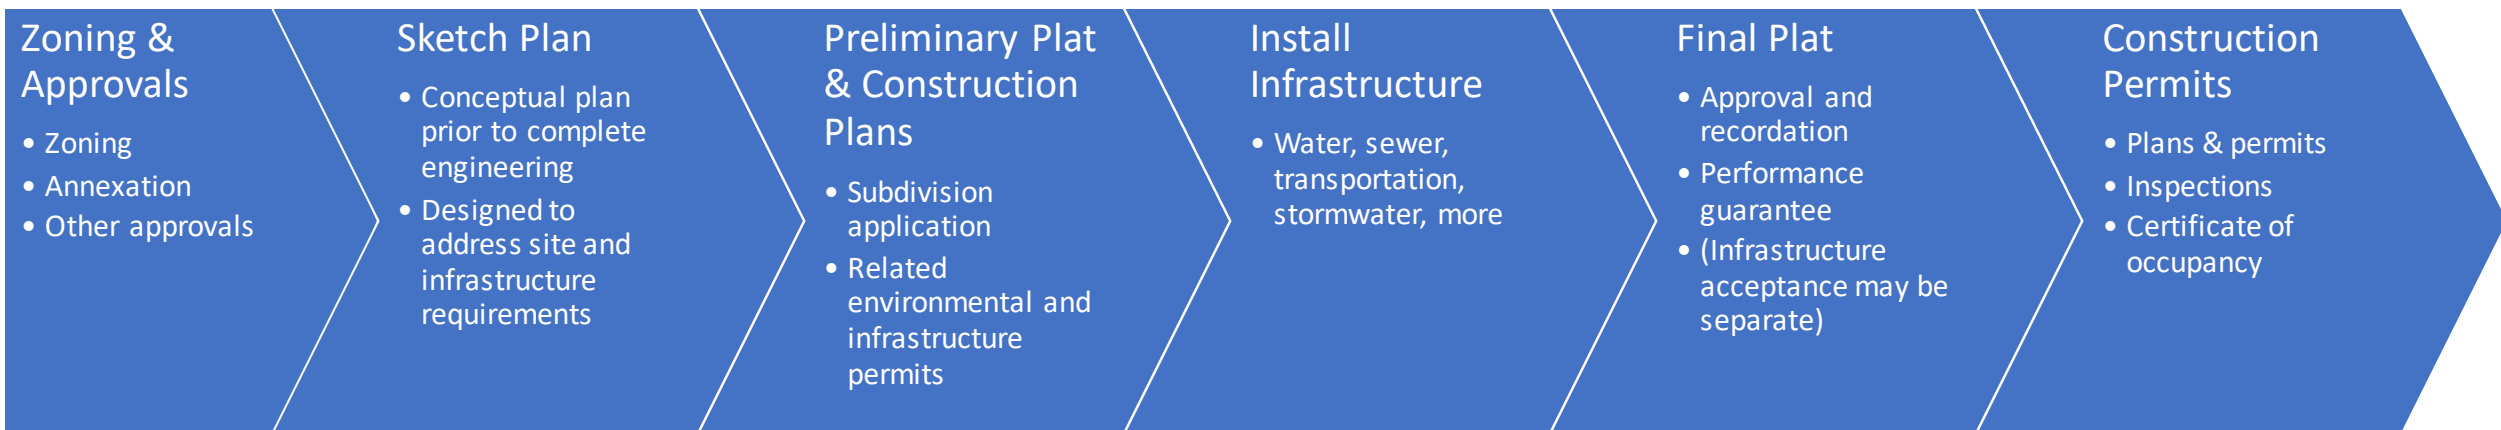 Zoning &
Approvals
• Zoning
• Annexation
• Other approvals
Sketch Plan
• Conceptual plan
prior to complete
engineering
• Designed to
address site and
infrastructure
requirements
Preliminary Plat
& Construction
Plans
• Subdivision
application
• Related
environmental and
infrastructure
permits
Install
Infrastructure
• Water, sewer,
transportation,
stormwater, more
Final Plat
• Approval and
recordation
• Performance
guarantee
• (Infrastructure
acceptance may be
separate)
Construction
Permits
• Plans & permits
• Inspections
• Certificate of
occupancy